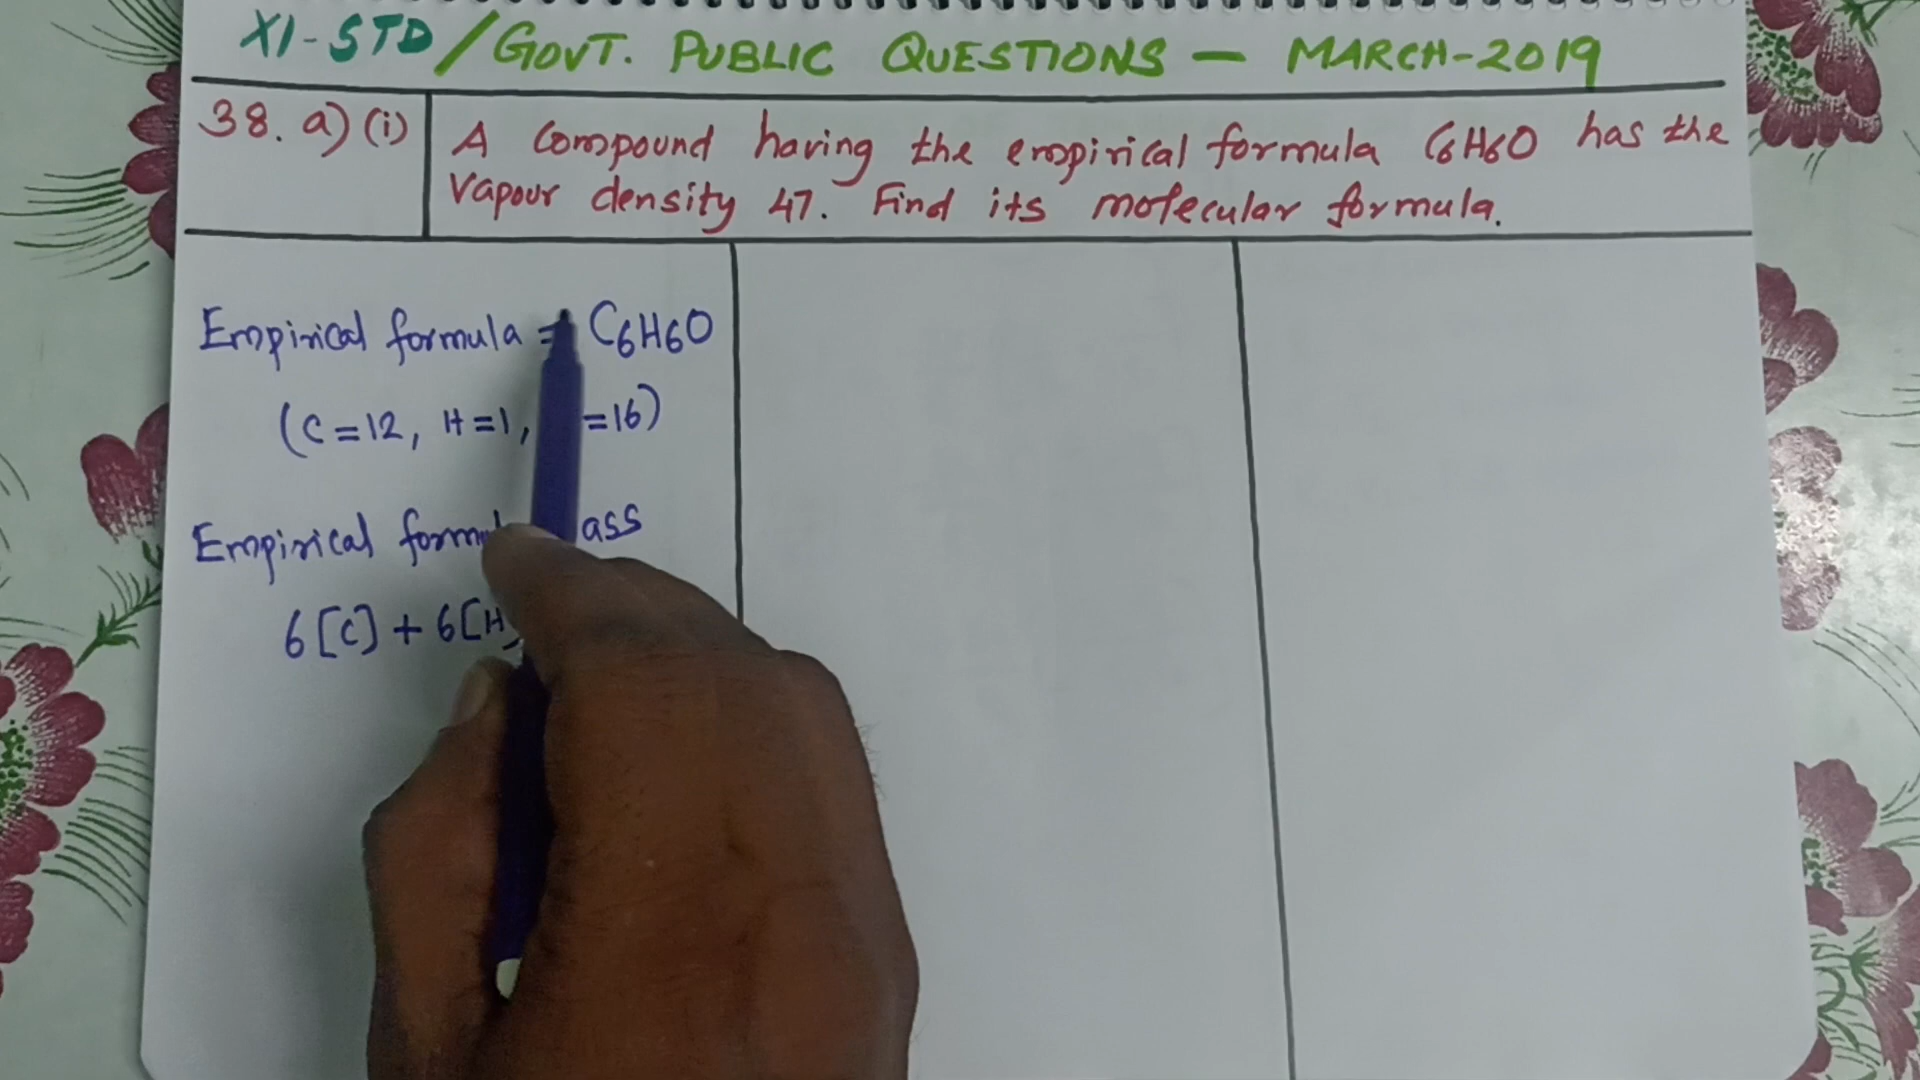 XI-STD/GOVT. PUBLIC QUESTIONS — MARCH-2019
38. a) (i)
A compound having the empirical formula C6H6O has the
Vapour density 47. Find its molecular formula.
Empirical formula = C6H6O
(C=12, H=1, =16)
Empirical ass
6[C] + 6[H]